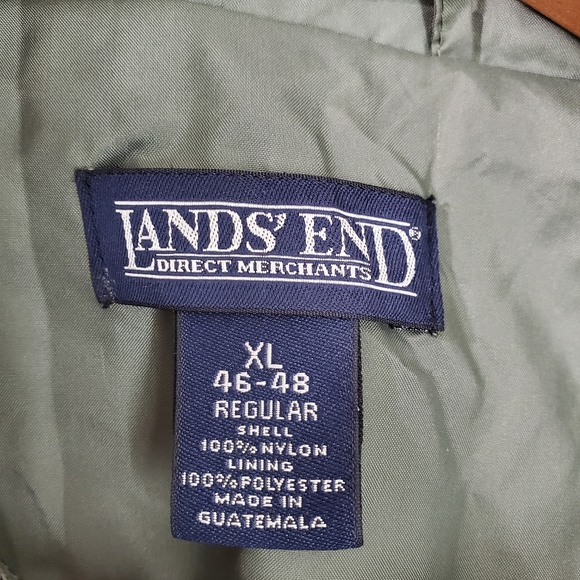 LANDS' END®
DIRECT MERCHANTS
XL
46-48
REGULAR
SHELL
100% NYLON
LINING
100% POLYESTER
MADE IN
GUATEMALA